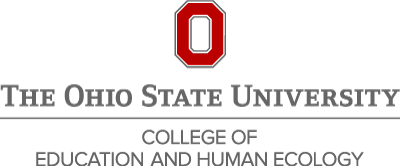 O
THE OHIO STATE UNIVERSITY
COLLEGE OF
EDUCATION AND HUMAN ECOLOGY